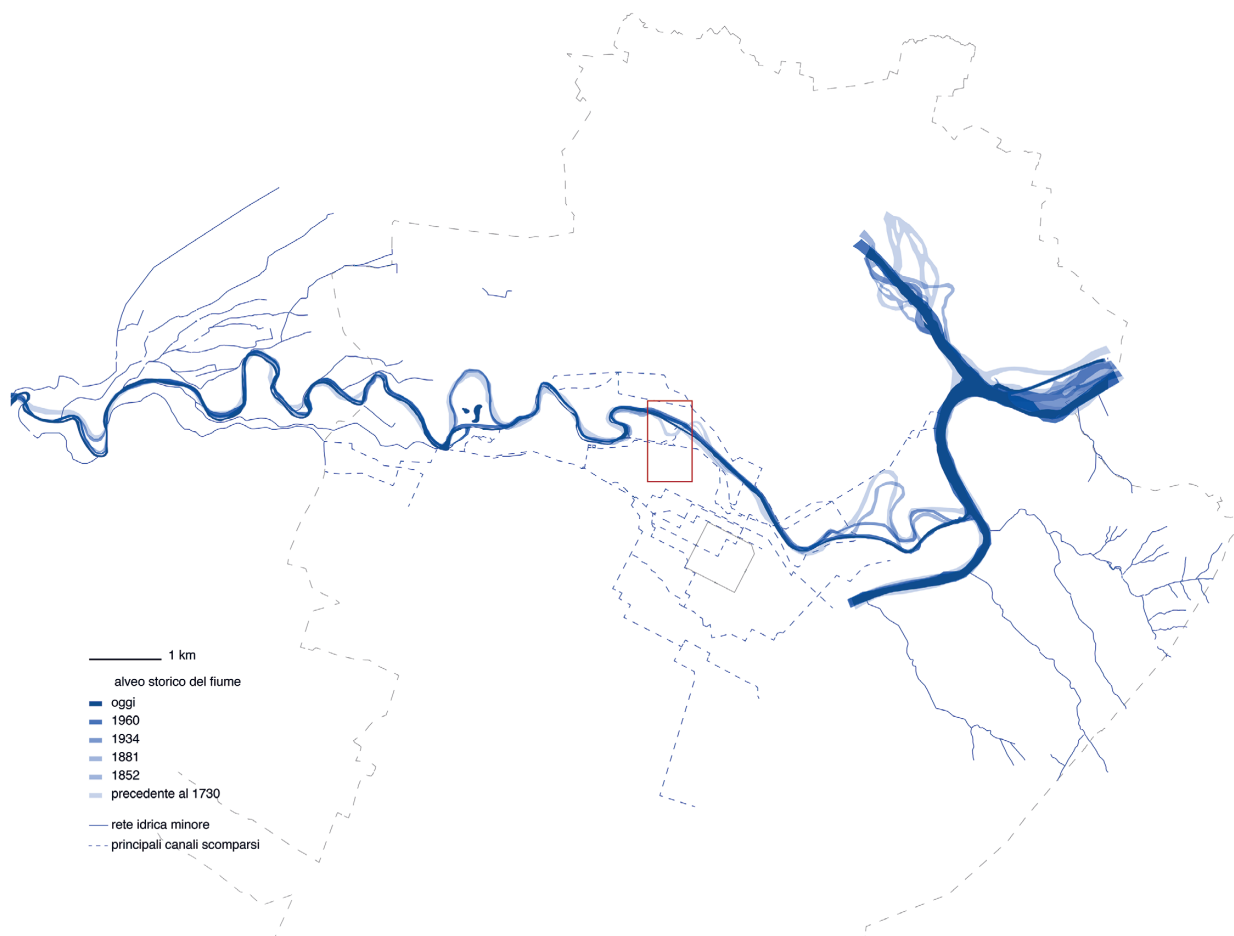 1 km
alveo storico del fiume
oggi
1960
1934
1881
1852
precedente al 1730
rete idrica minore
principali canali scomparsi